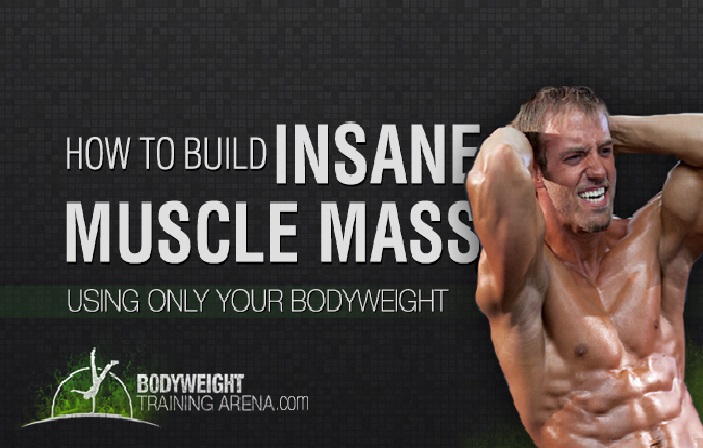 HOW TO BUILD INSANE
MUSCLE MASS
USING ONLY YOUR BODYWEIGHT
BODYWEIGHT
TRAINING ARENA.com